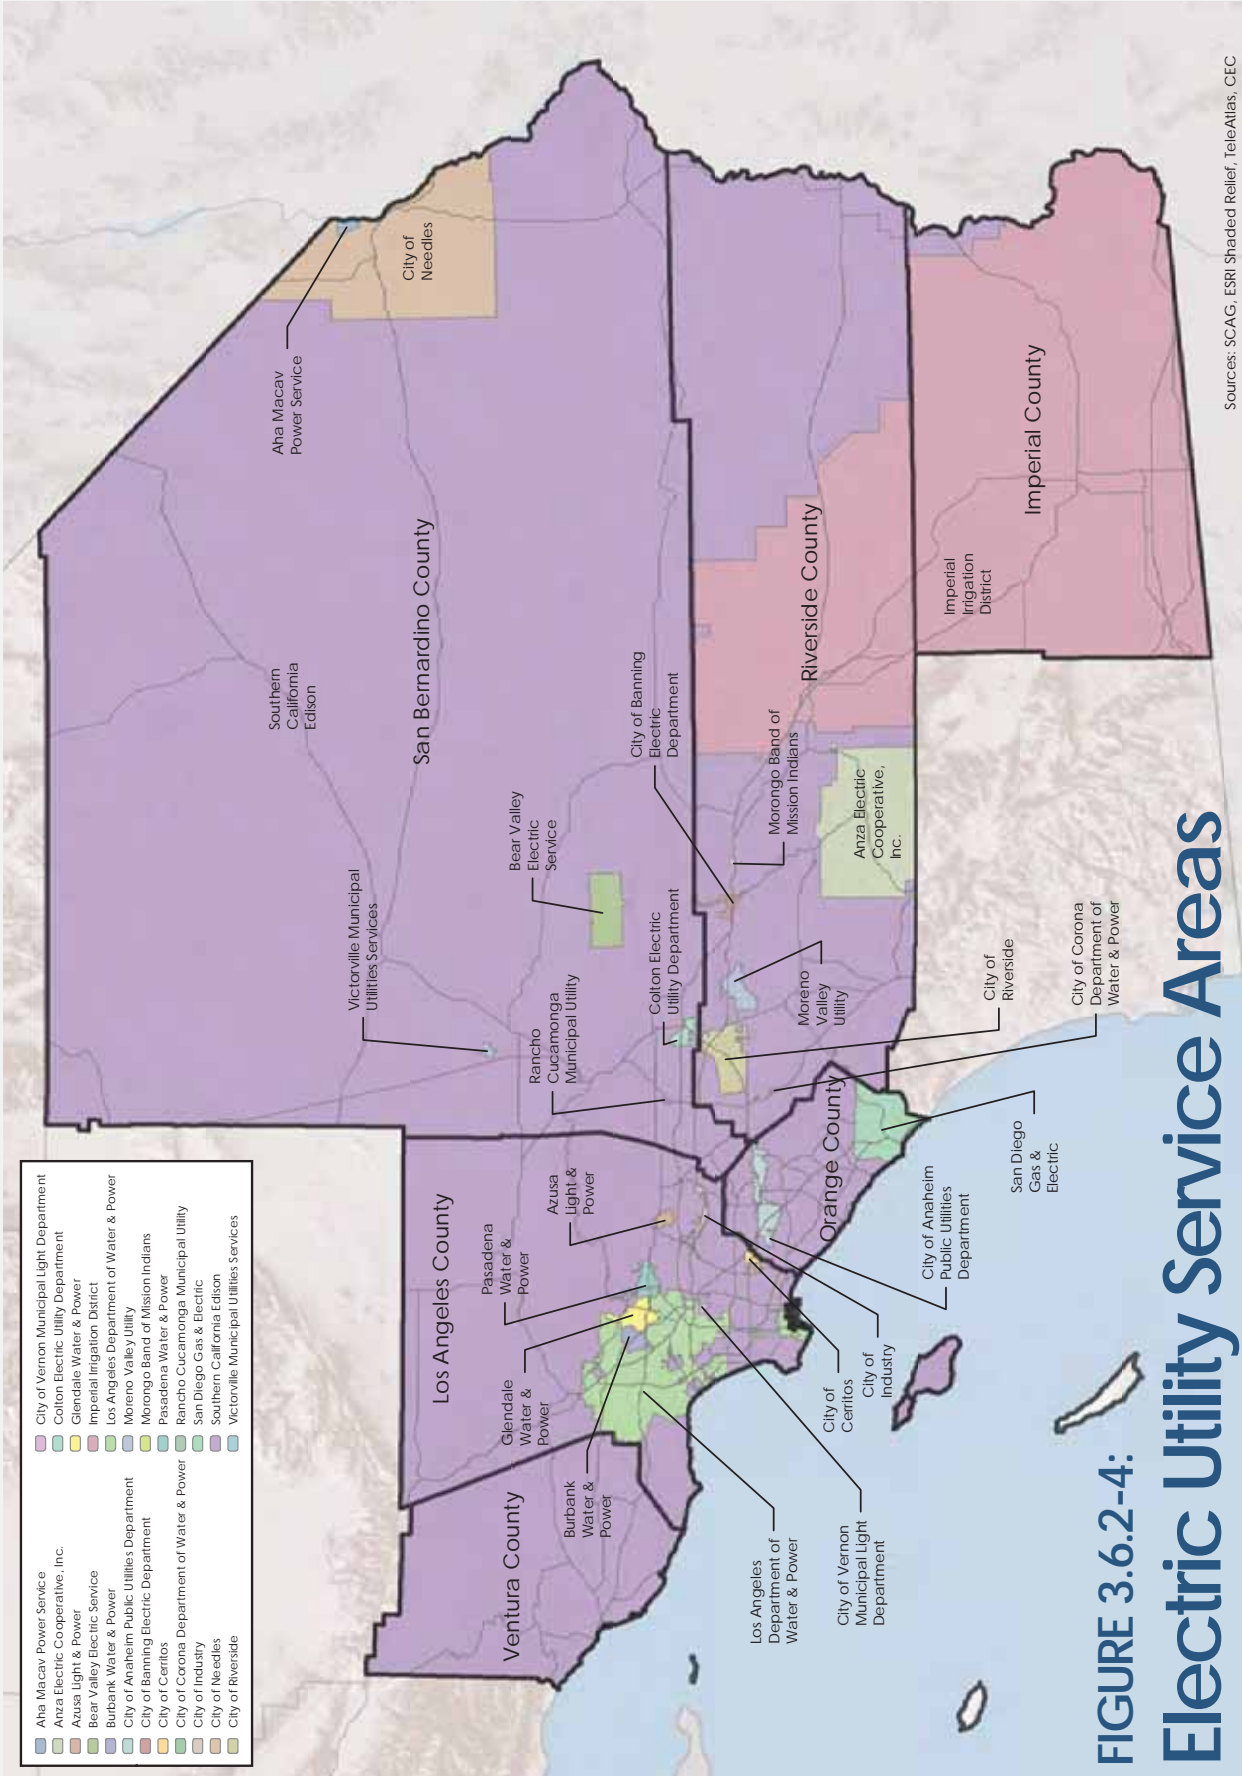 Aha Macav Power Service
Anza Electric Cooperative, Inc.
Azusa Light & Power
Bear Valley Electric Service
Burbank Water & Power
City of Anaheim Public Utilities Department
City of Banning Electric Department
City of Cerritos
City of Corona Department of Water & Power
City of Industry
City of Needles
City of Riverside
City of Vernon Municipal Light Department
Colton Electric Utility Department
Glendale Water & Power
Imperial Irrigation District
Los Angeles Department of Water & Power
Moreno Valley Utility
Morongo Band of Mission Indians
Pasadena Water & Power
Rancho Cucamonga Municipal Utility
San Diego Gas & Electric
Southern California Edison
Victorville Municipal Utilities Services
Aha Macav
Power Service
City of
Needles
Southern
California
Edison
San Bernardino County
Victorville Municipal
Utilities Services
Bear Valley
Electric
Service
City of Banning
Electric
Department
Rancho
Cucamonga
Municipal Utility
Colton Electric
Utility Department
Los Angeles County
Azusa
Light &
Power
Pasadena
Water &
Power
Glendale
Water &
Power
Burbank
Water &
Power
Ventura County
Los Angeles
Department of
Water & Power
City of Vernon
Municipal Light
Department
City of
Cerritos
City of
Industry
City of Anaheim
Public Utilities
Department
Orange County
San Diego
Gas &
Electric
City of Corona
Department of
Water & Power
City of
Riverside
Moreno
Valley
Utility
Morongo Band of
Mission Indians
Anza Electric
Cooperative,
Inc.
Riverside County
Imperial
Irrigation
District
Imperial County
FIGURE 3.6.2-4:
Electric Utility Service Areas
Sources: SCAG, ESRI Shaded Relief, TeleAtlas, CEC